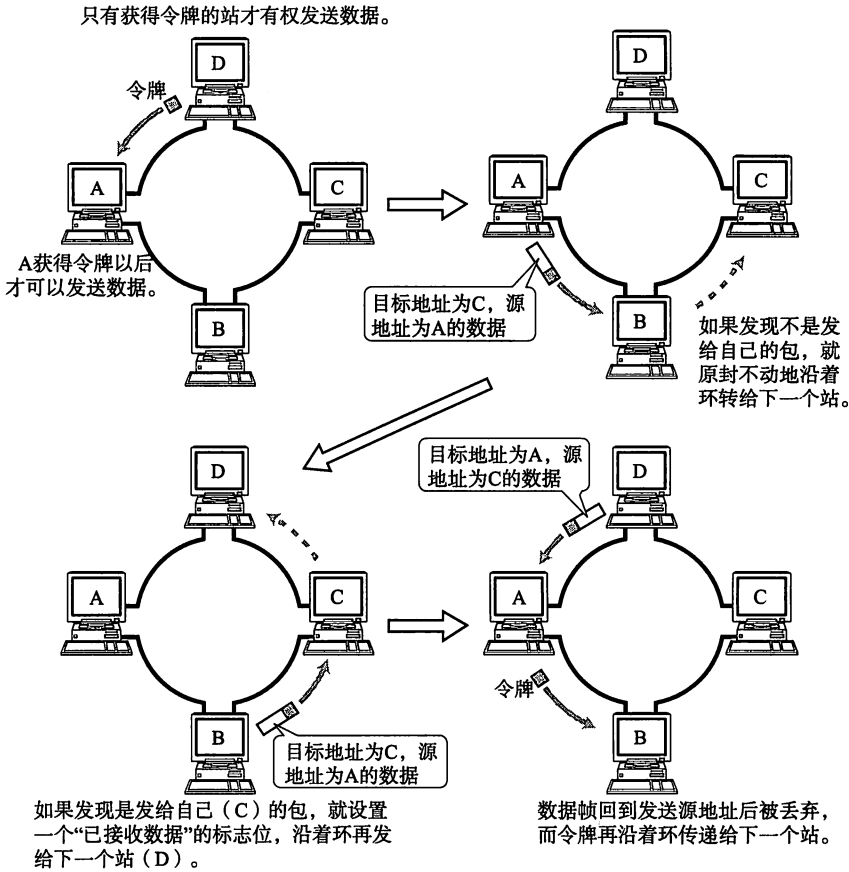 只有获得令牌的站才有权发送数据。
D
令牌
A
C
A获得令牌以后
才可以发送数据。
B
D
A
C
目标地址为C，源
地址为A的数据
B
如果发现不是发
给自己的包，就
原封不动地沿着
环转给下一个站。
D
A
C
B
目标地址为C，源
地址为A的数据
如果发现是发给自己（C）的包，就设置
一个“已接收数据”的标志位，沿着环再发
给下一个站（D）。
目标地址为A，源
地址为C的数据
D
A
C
令牌
B
数据帧回到发送源地址后被丢弃，
而令牌再沿着环传递给下一个站。